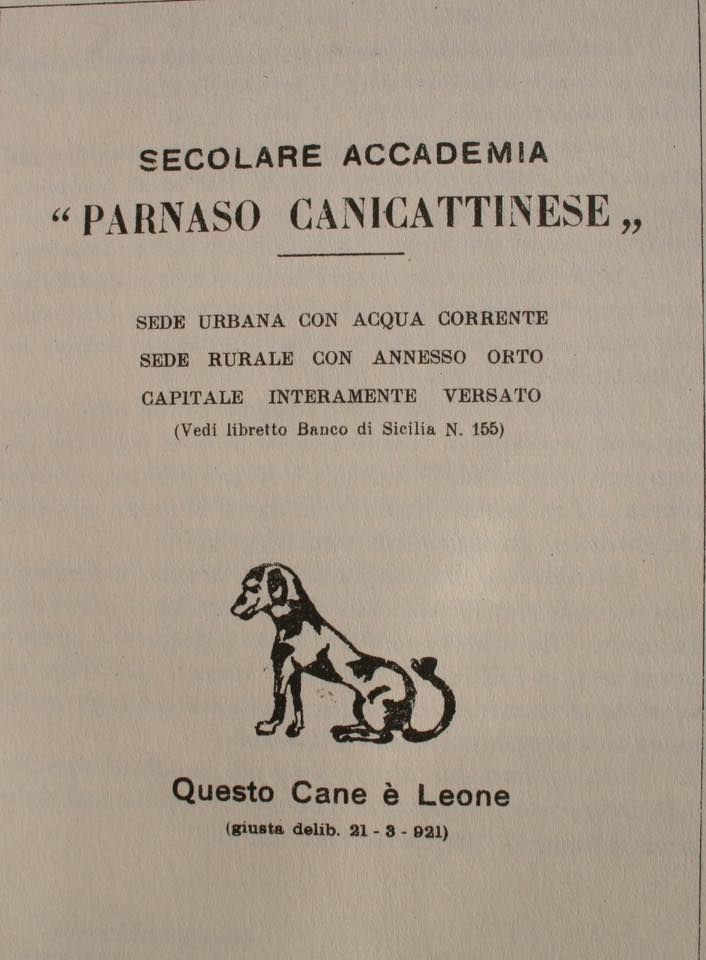 SECOLARE ACCADEMIA
“ PARNASO CANICATTINESE „
SEDE URBANA CON ACQUA CORRENTE
SEDE RURALE CON ANNESSO ORTO
CAPITALE INTERAMENTE VERSATO
(Vedi libretto Banco di Sicilia N. 155)
Questo Cane è Leone
(giusta delib. 21 - 3 - 921)